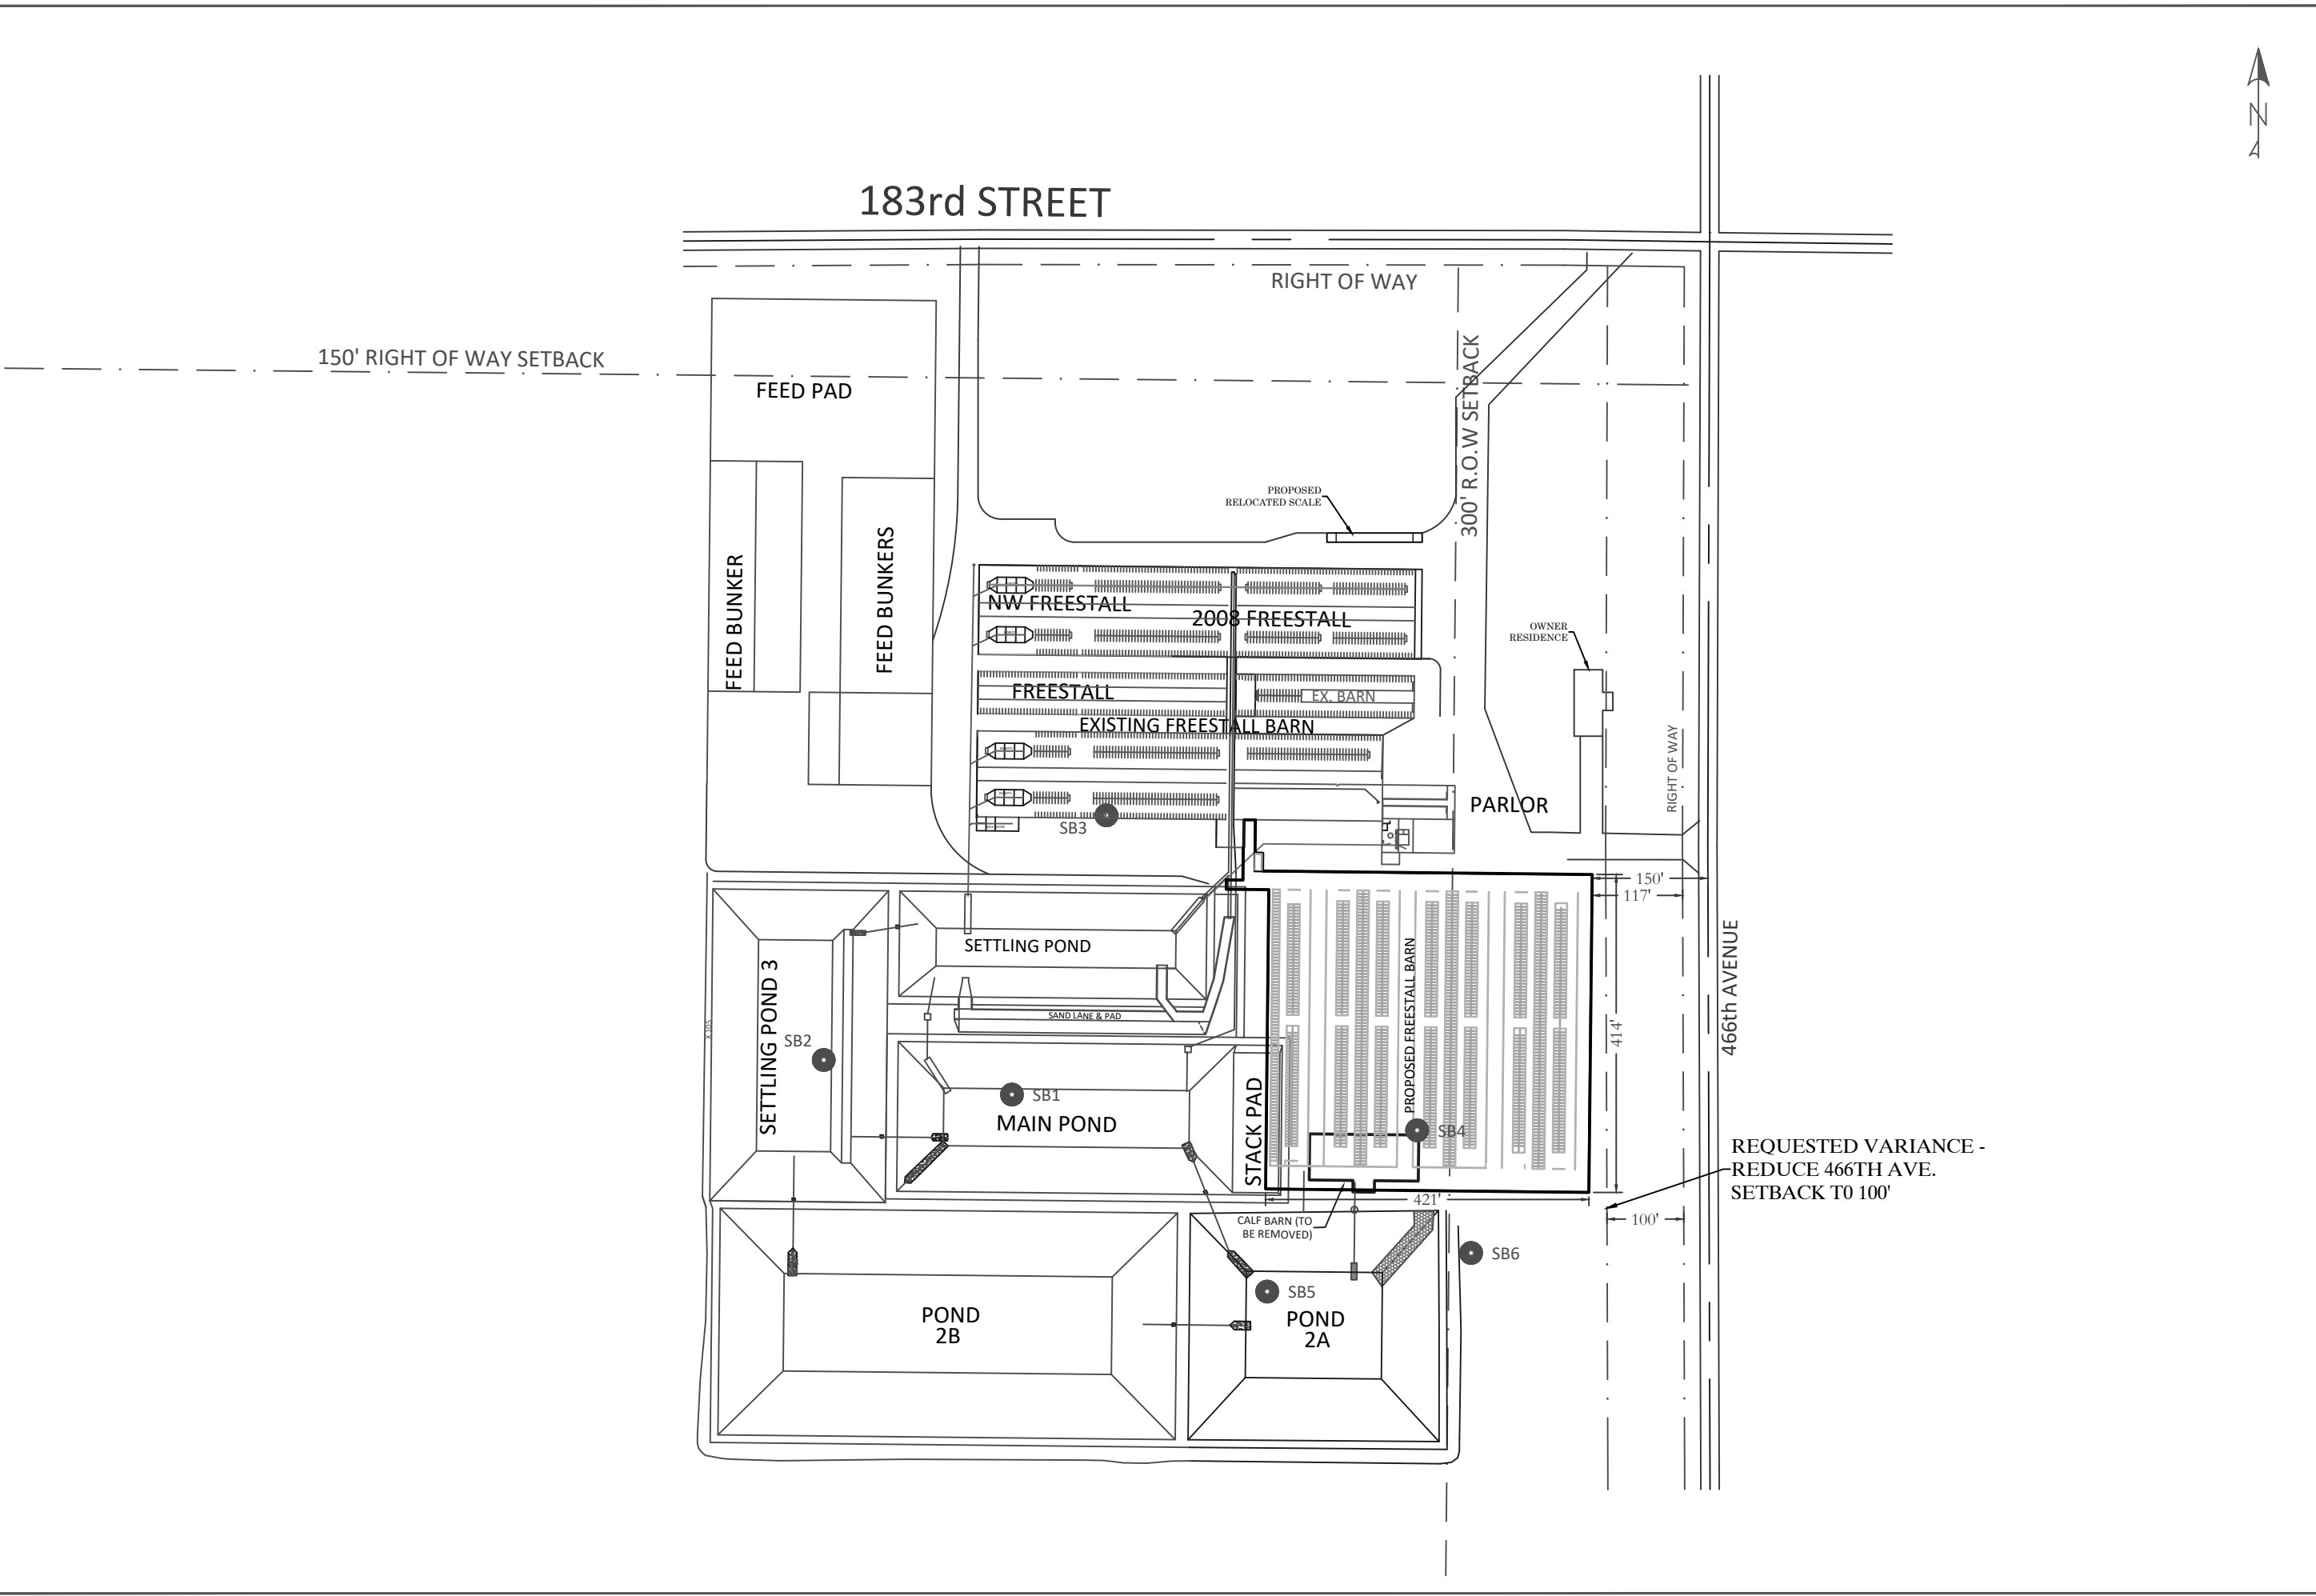 N
183rd STREET
RIGHT OF WAY
150' RIGHT OF WAY SETBACK
FEED PAD
300' R.O.W SETBACK
PROPOSED
RELOCATED SCALE
FEED BUNKER
FEED BUNKERS
NW FREESTALL
2008 FREESTALL
OWNER
RESIDENCE
FREESTALL
EX. BARN
EXISTING FREESTALL BARN
RIGHT OF WAY
PARLOR
SB3
150'
117'
SETTLING POND
SETTLING POND 3
SAND LANE & PAD
PROPOSED FREESTALL BARN
414'
466th AVENUE
SB2
SB1
MAIN POND
STACK PAD
SB4
REQUESTED VARIANCE -
REDUCE 466TH AVE.
SETBACK T0 100'
421'
CALF BARN (TO
BE REMOVED)
100'
SB6
SB5
POND
2B
POND
2A